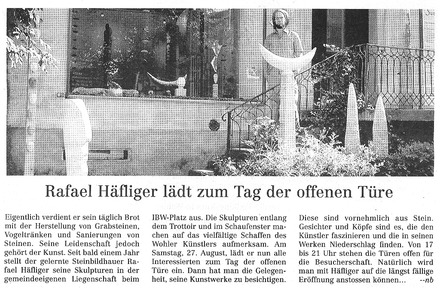 Rafael Häfliger lädt zum Tag der offenen Türe
Eigentlich verdient er sein täglich Brot
mit der Herstellung von Grabsteinen,
Vogeltränken und Sanierungen von
Steinen. Seine Leidenschaft jedoch
gehört der Kunst. Seit bald einem Jahr
stellt der gelernte Steinbildhauer Ra-
fael Häfliger seine Skulpturen in der
gemeindeeigenen Liegenschaft beim
IBW-Platz aus. Die Skulpturen entlang
dem Trottoir und im Schaufenster ma-
chen auf das vielfältige Schaffen des
Wohler Künstlers aufmerksam. Am
Samstag, 27. August, lädt er nun alle
Interessierten zum Tag der offenen
Türe ein. Dann hat man die Gelegen-
heit, seine Kunstwerke zu besichtigen.
Diese sind vornehmlich aus Stein.
Gesichter und Köpfe sind es, die den
Künstler faszinieren und die in seinen
Werken Niederschlag finden. Von 17
bis 21 Uhr stehen die Türen offen für
die Besucherschaft. Natürlich wird
man mit Häfliger auf die längst fällige
Eröffnung anstossen können... --nb